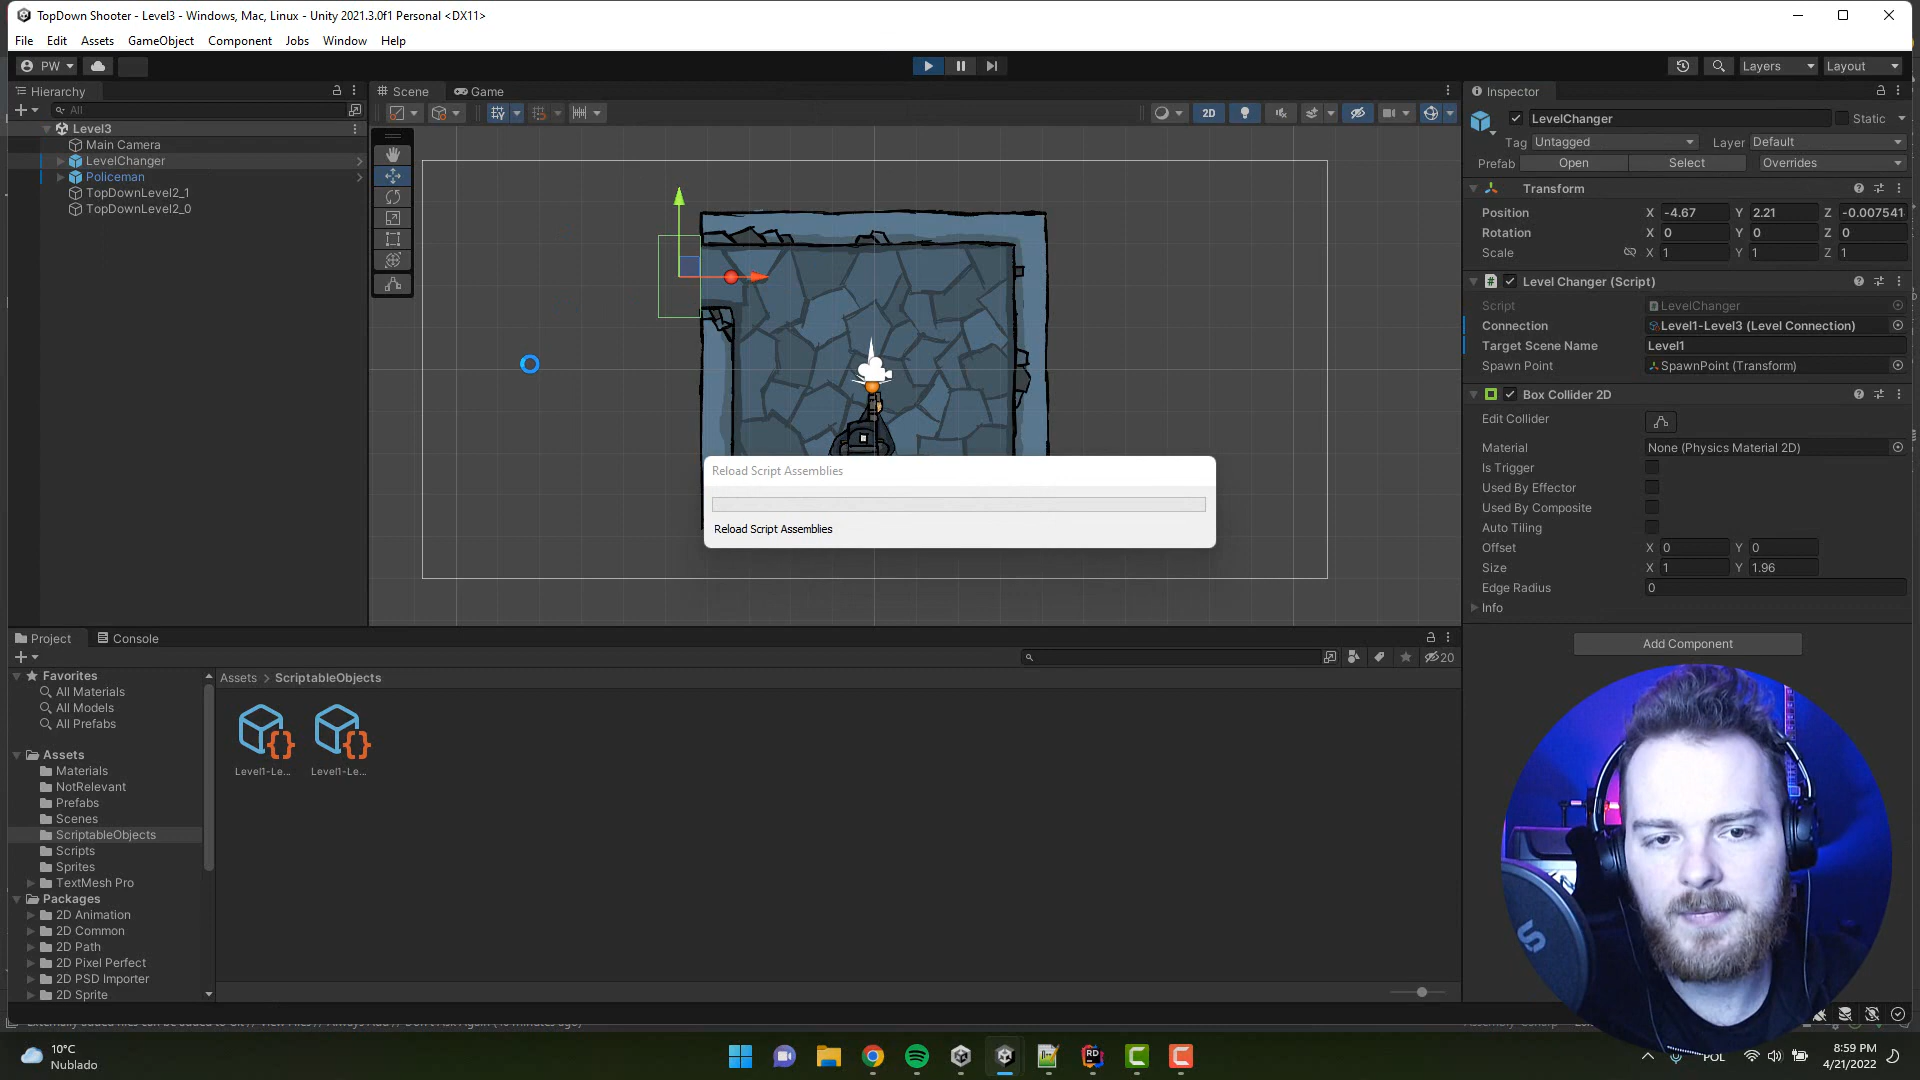 TopDown Shooter - Level3 - Windows, Mac, Linux - Unity 2021.3.0f1 Personal <DX11>
File Edit Assets GameObject Component Jobs Window Help
PW
Layers Layout
Hierarchy
Scene Game
Inspector
All
2D
LevelChanger Static
Level3
Main Camera
LevelChanger
Policeman
TopDownLevel2_1
TopDownLevel2_0
Tag Untagged Layer Default
Prefab Open Select Overrides
Transform
Position X -4.67 Y 2.21 Z -0.007541
Rotation X 0 Y 0 Z 0
Scale X 1 Y 1 Z 1
Level Changer (Script)
Script LevelChanger
Connection Level1-Level3 (Level Connection)
Target Scene Name Level1
Spawn Point SpawnPoint (Transform)
Box Collider 2D
Edit Collider
Material None (Physics Material 2D)
Is Trigger
Used By Effector
Used By Composite
Auto Tiling
Offset X 0 Y 0
Size X 1 Y 1.96
Edge Radius 0
Info
Add Component
Reload Script Assemblies
Reload Script Assemblies
Project Console
20
Favorites
All Materials
All Models
All Prefabs
Assets
Materials
NotRelevant
Prefabs
Scenes
ScriptableObjects
Scripts
Sprites
TextMesh Pro
Packages
2D Animation
2D Common
2D Path
2D Pixel Perfect
2D PSD Importer
2D Sprite
Assets > ScriptableObjects
Level1-Le... Level1-Le...
10°C
Nublado
POL
8:59 PM
4/21/2022